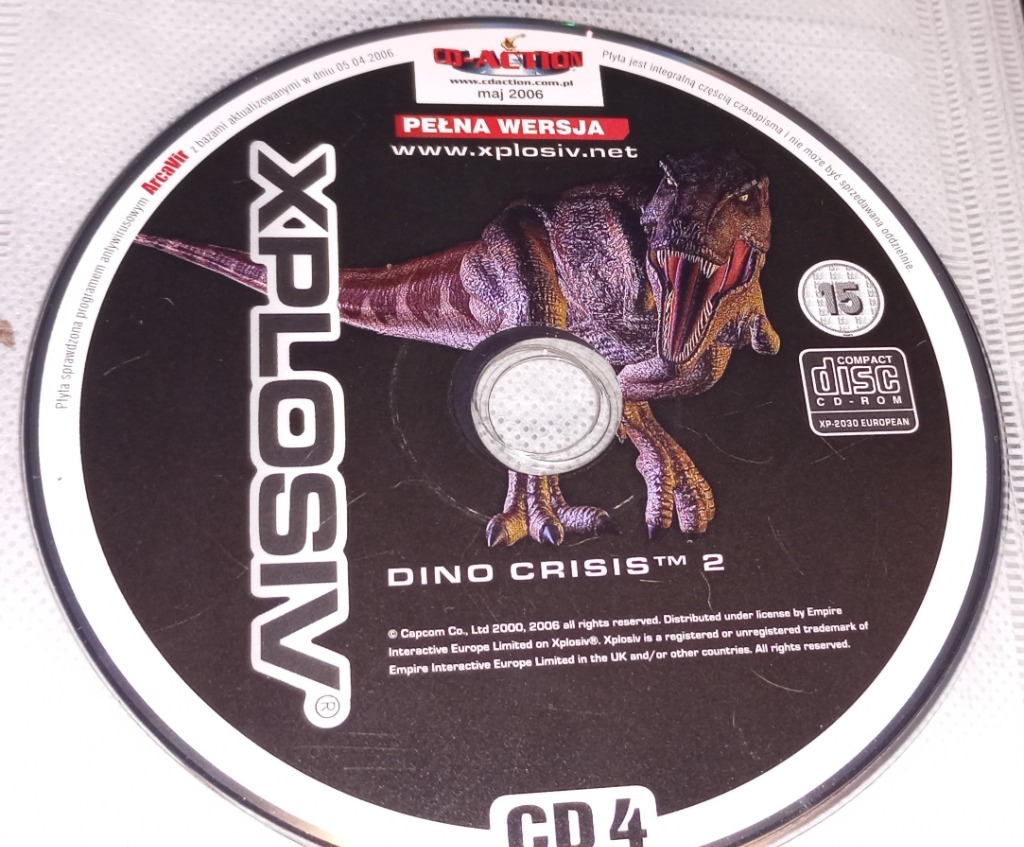 CD-ACTION
www.cdaction.com.pl
maj 2006
PEŁNA WERSJA
www.xplosiv.net
Płyta sprawdzona programem antywirusowym ArcaVir z bazami aktualizowanymi w dniu 05.04.2006.
Płyta jest integralną częścią czasopisma i nie może być sprzedawana oddzielnie.
XPLOSIV®
15
COMPACT
disc
CD-ROM
XP-2030 EUROPEAN
DINO CRISIS™ 2
© Capcom Co., Ltd 2000, 2006 all rights reserved. Distributed under license by Empire
Interactive Europe Limited on Xplosiv®. Xplosiv is a registered or unregistered trademark of
Empire Interactive Europe Limited in the UK and/or other countries. All rights reserved.
CD 4